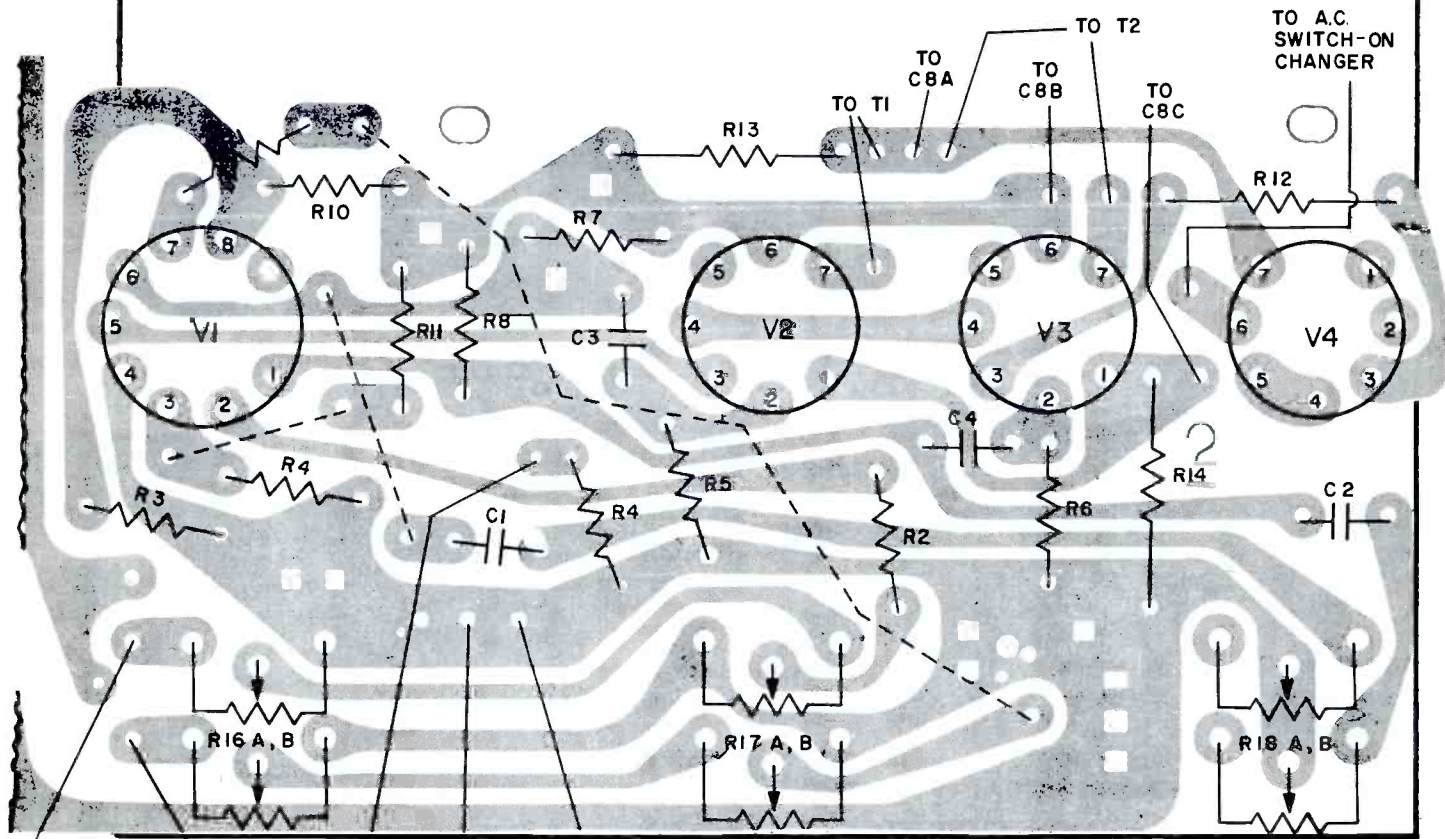 TO A.C.
SWITCH-ON
CHANGER
TO T2
TO
C8A
TO
C8B
TO
C8C
TO T1
R13
R12
R10
R7
7 8
6
5
V1
4
3 2
1
R11
R8
C3
6
5 7
4
V2
3
2
1
6
5 7
4
V3
3
2
1
7
1
6
V4
2
5
4
3
C4
2
R3
R4
C1
R4
R5
R2
R6
R14
C2
R16 A, B
R17 A, B
R18 A, B